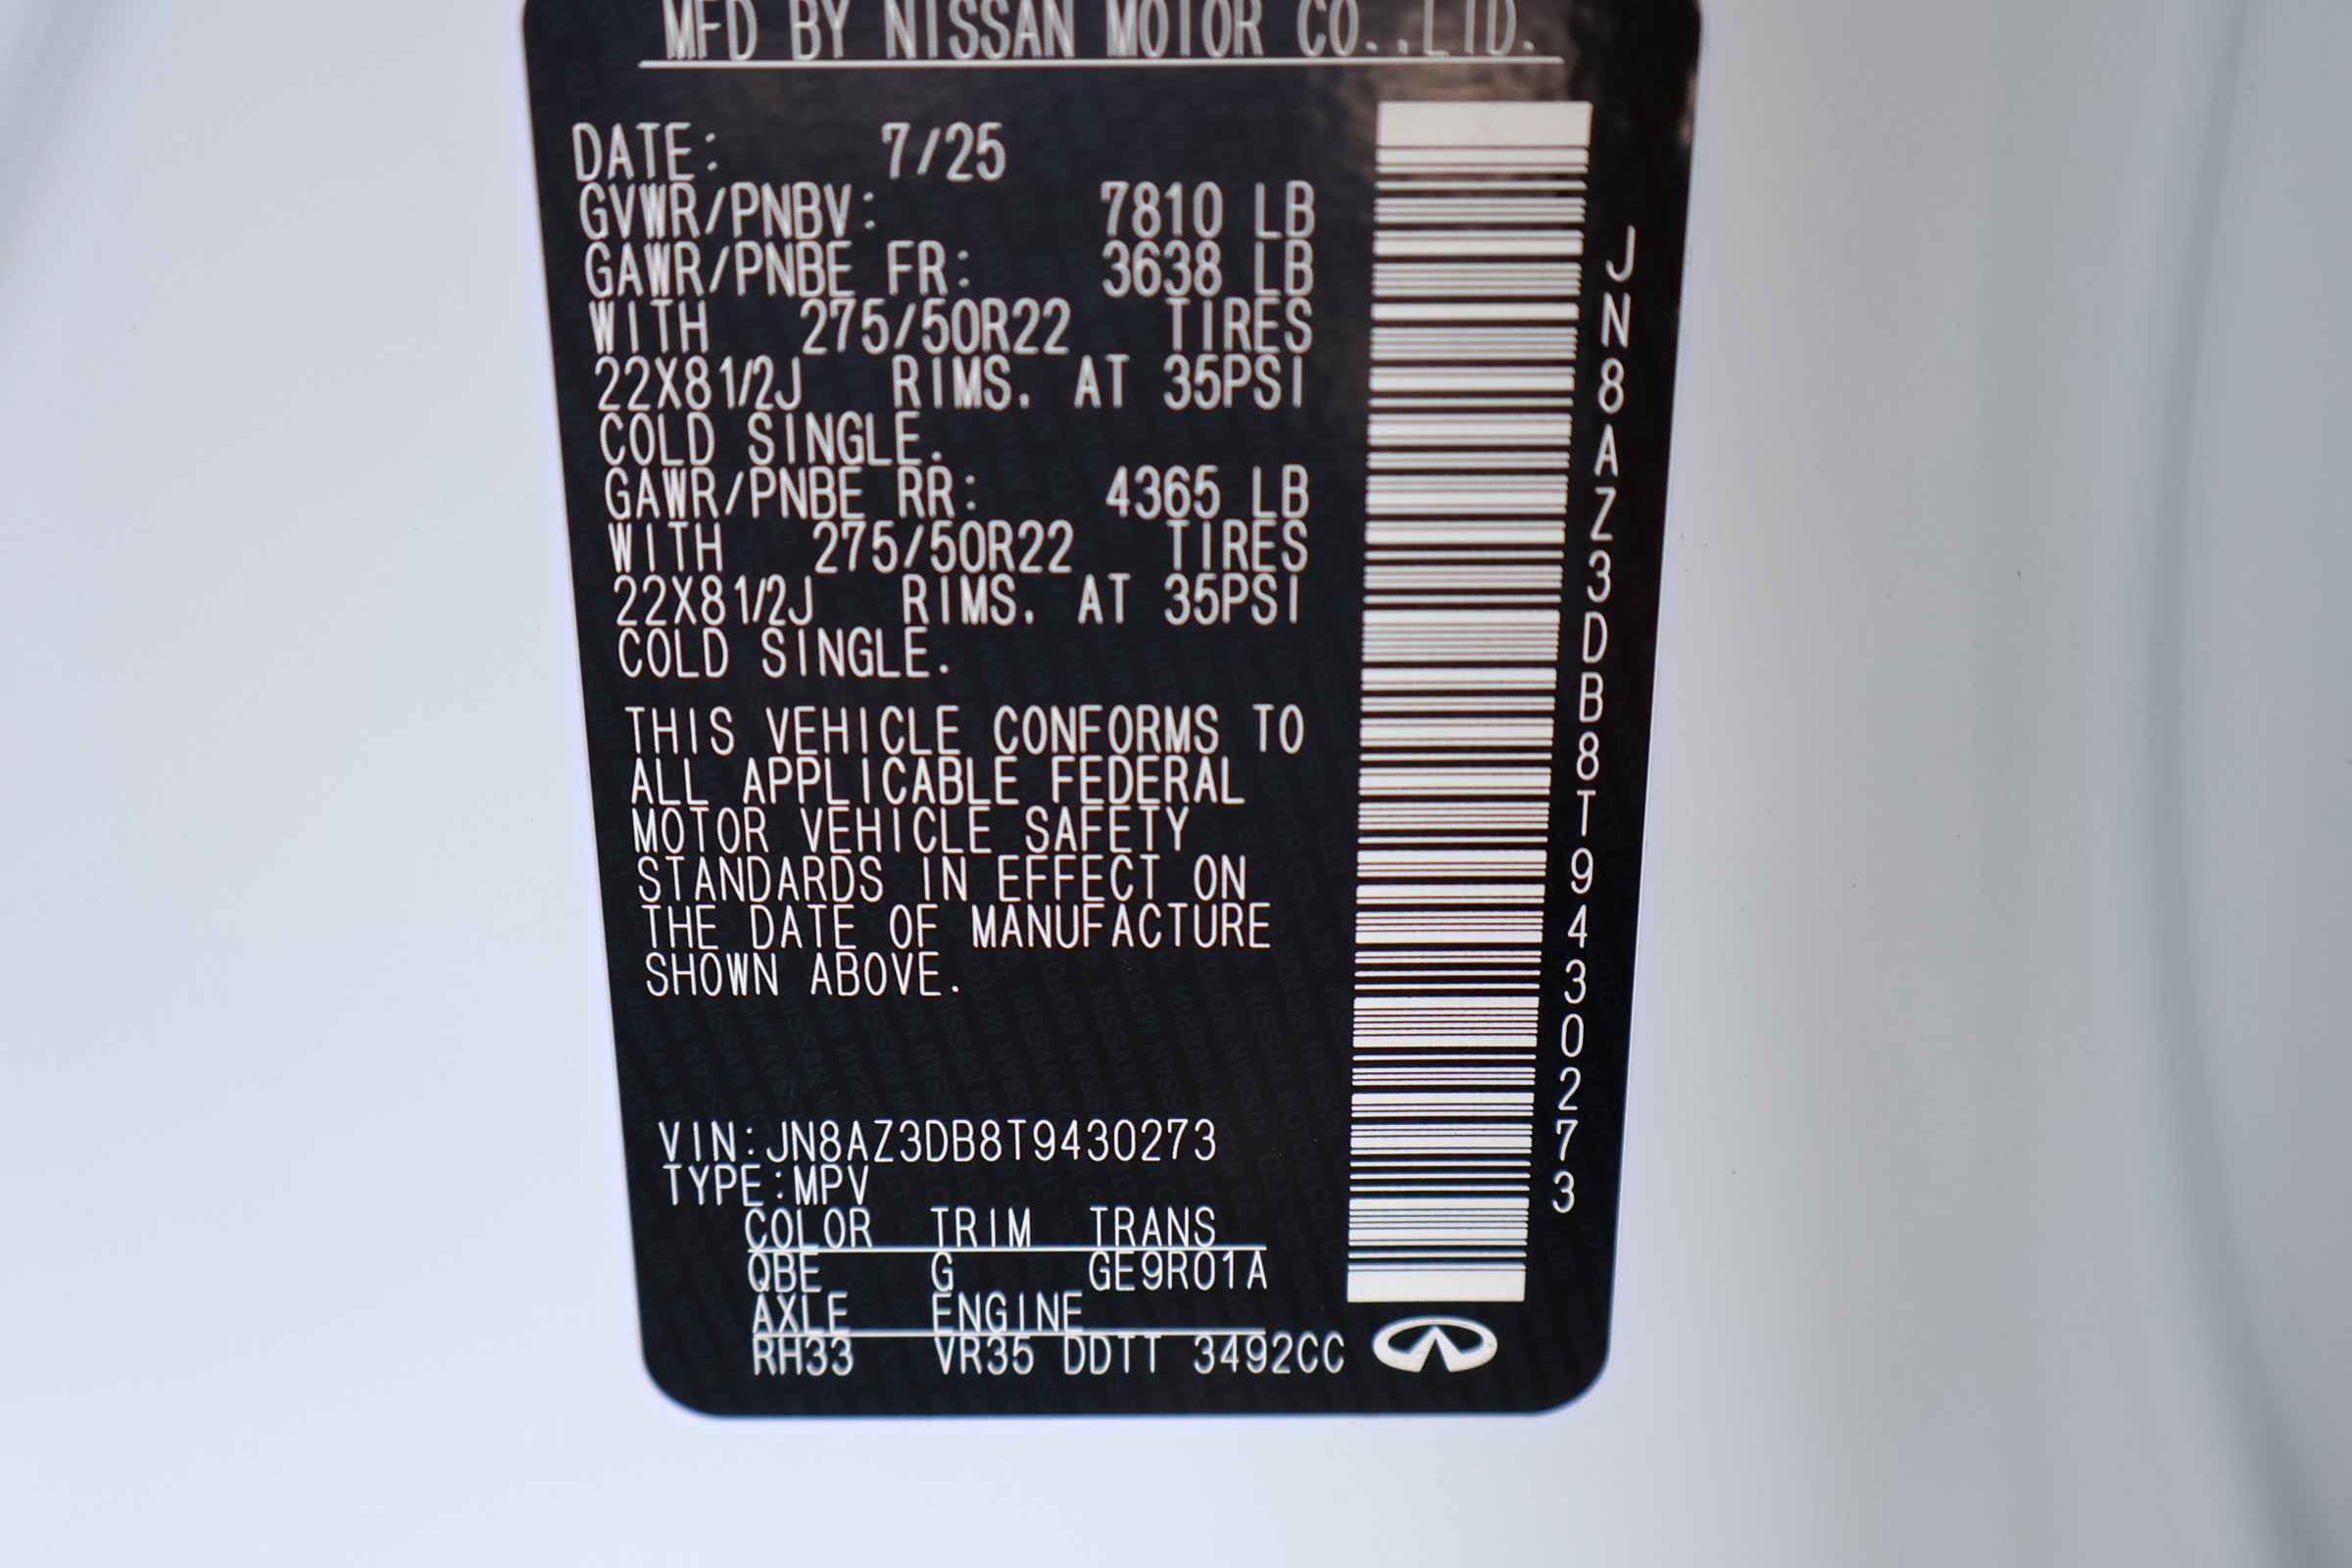 MFD BY NISSAN MOTOR CO.,LTD.
DATE: 7/25
GVWR/PNBV: 7810 LB
GAWR/PNBE FR: 3638 LB
WITH 275/50R22 TIRES
22X8 1/2J RIMS. AT 35PSI
COLD SINGLE.
GAWR/PNBE RR: 4365 LB
WITH 275/50R22 TIRES
22X8 1/2J RIMS. AT 35PSI
COLD SINGLE.
THIS VEHICLE CONFORMS TO
ALL APPLICABLE FEDERAL
MOTOR VEHICLE SAFETY
STANDARDS IN EFFECT ON
THE DATE OF MANUFACTURE
SHOWN ABOVE.
VIN:JN8AZ3DB8T9430273
TYPE:MPV
COLOR TRIM TRANS
QBE G GE9R01A
AXLE ENGINE
RH33 VR35 DDTT 3492CC
JN8AZ3DB8T9430273